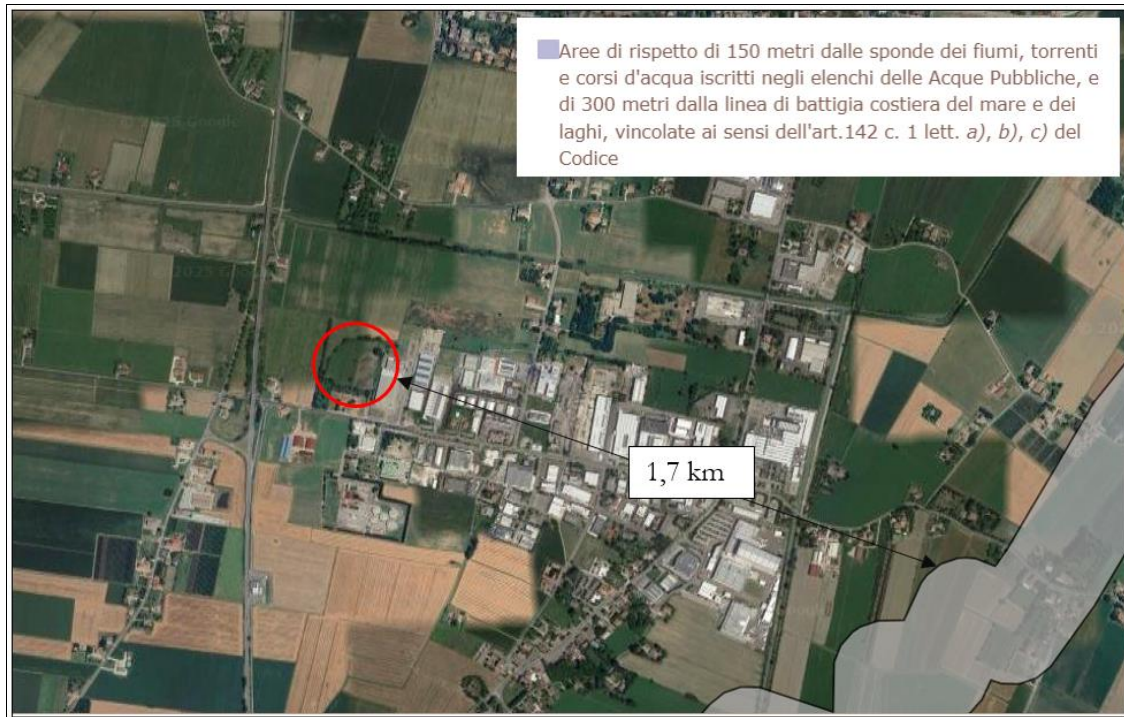 Aree di rispetto di 150 metri dalle sponde dei fiumi, torrenti
e corsi d'acqua iscritti negli elenchi delle Acque Pubbliche, e
di 300 metri dalla linea di battigia costiera del mare e dei
laghi, vincolate ai sensi dell'art.142 c. 1 lett. a), b), c) del
Codice
1,7 km